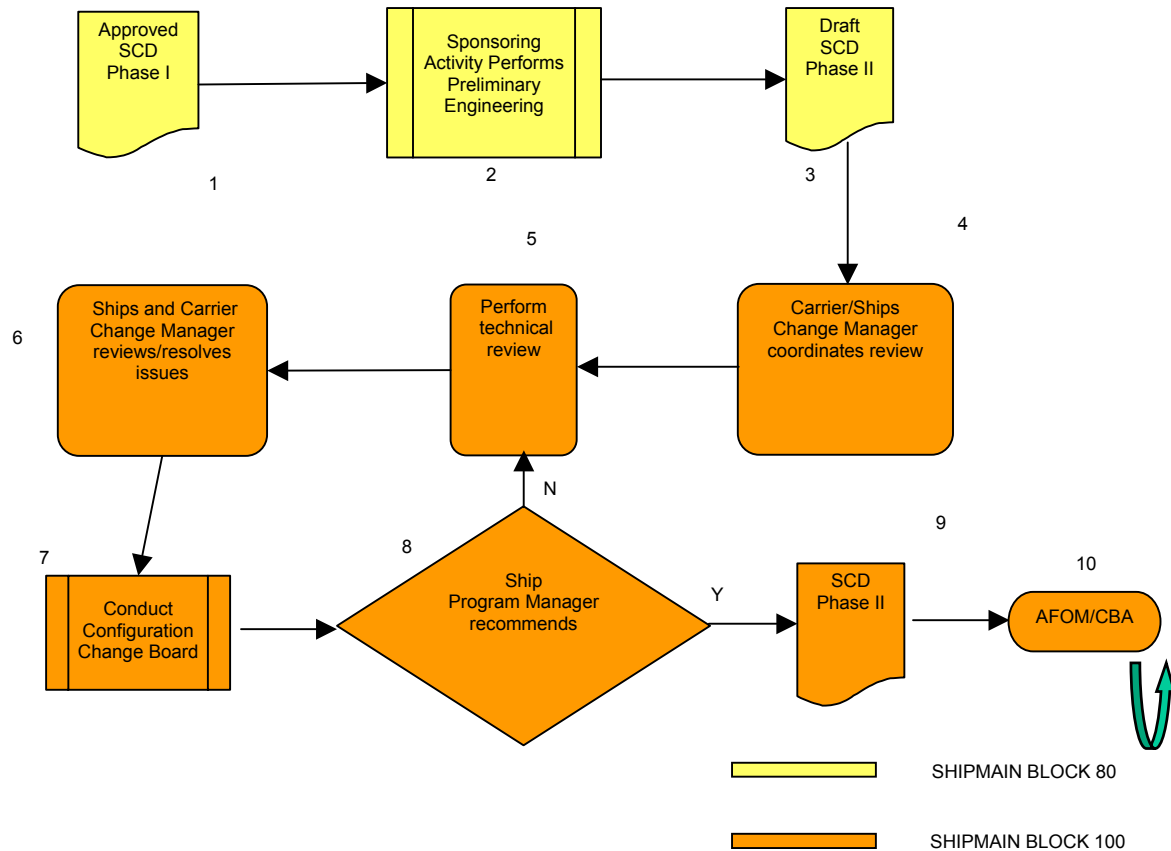 Approved
SCD
Phase I
Sponsoring
Activity Performs
Preliminary
Engineering
Draft
SCD
Phase II
1
2
3
4
5
6
Ships and Carrier
Change Manager
reviews/resolves
issues
Perform
technical
review
Carrier/Ships
Change Manager
coordinates review
N
7
8
9
10
Conduct
Configuration
Change Board
Ship
Program Manager
recommends
Y
SCD
Phase II
AFOM/CBA
SHIPMAIN BLOCK 80
SHIPMAIN BLOCK 100